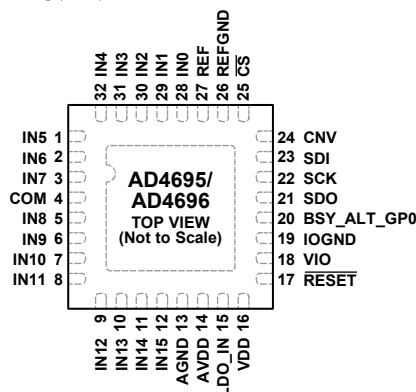 32 IN4
31 IN3
30 IN2
29 IN1
28 IN0
27 REF
26 REFGND
25 CS
IN5 1
IN6 2
IN7 3
COM 4
IN8 5
IN9 6
IN10 7
IN11 8
AD4695/
AD4696
TOP VIEW
(Not to Scale)
24 CNV
23 SDI
22 SCK
21 SDO
20 BSY_ALT_GP0
19 IOGND
18 VIO
17 RESET
IN12 9
IN13 10
IN14 11
IN15 12
AGND 13
AVDD 14
LDO_IN 15
VDD 16